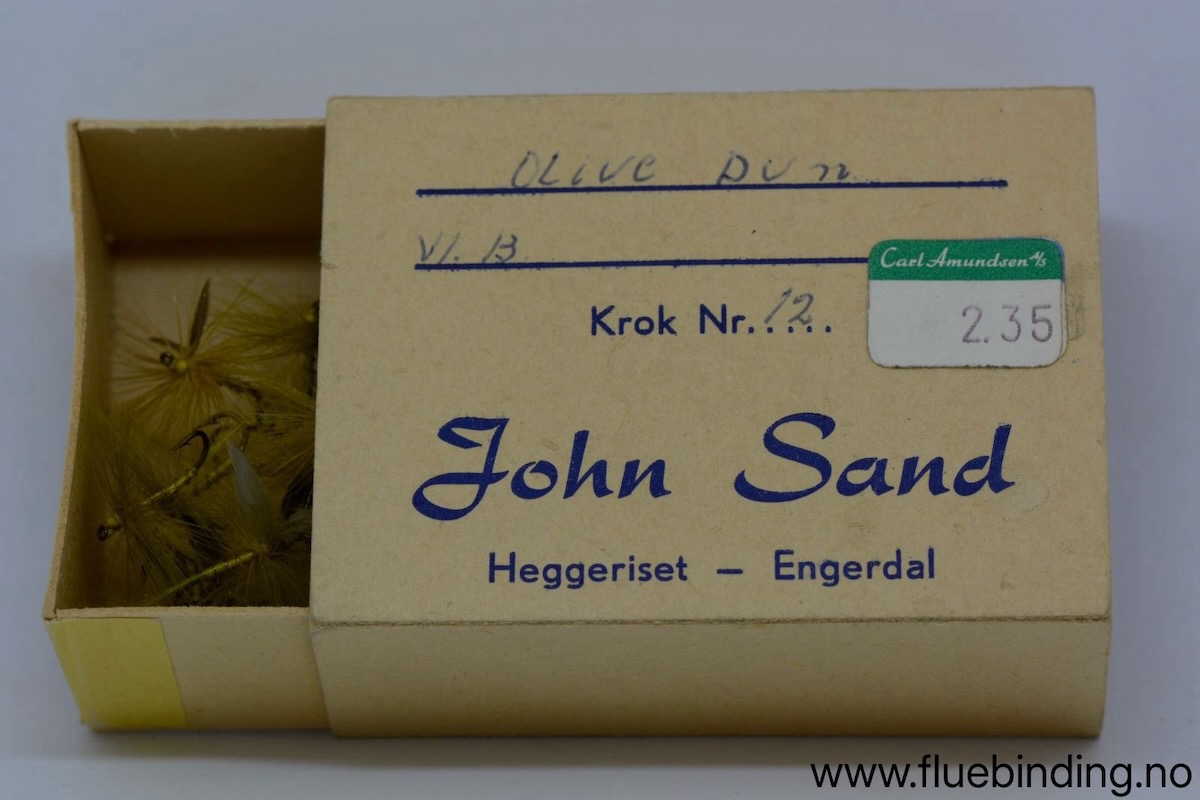 OLIVE DUN
VI. B
Carl Amundsen A/S
2.35
Krok Nr. 12
John Sand
Heggeriset – Engerdal
www.fluebinding.no